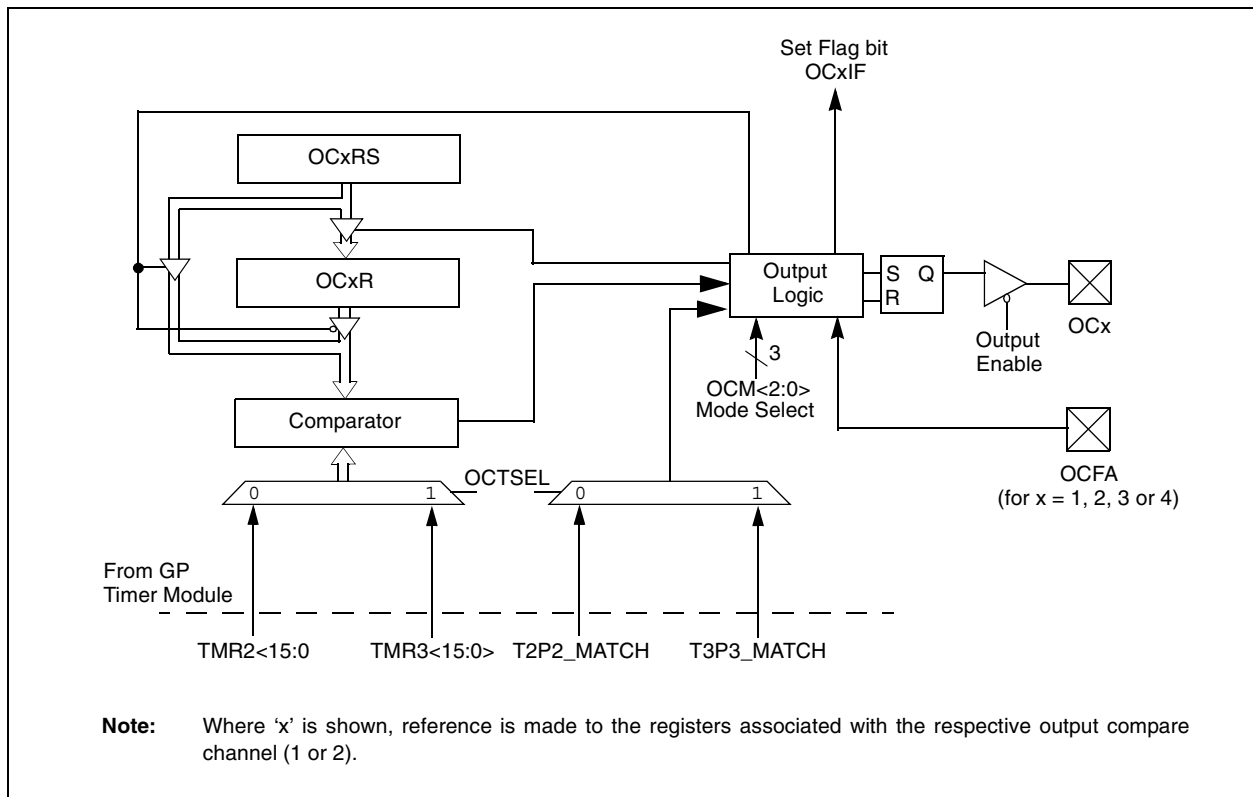 Set Flag bit
OCxIF
OCxRS
OCxR
Output
Logic
S Q
R
OCx
Output
Enable
3
OCM<2:0>
Mode Select
Comparator
OCFA
(for x = 1, 2, 3 or 4)
OCTSEL
0 1
0 1
From GP
Timer Module
TMR2<15:0
TMR3<15:0>
T2P2_MATCH
T3P3_MATCH
Note: Where ‘x’ is shown, reference is made to the registers associated with the respective output compare
channel (1 or 2).